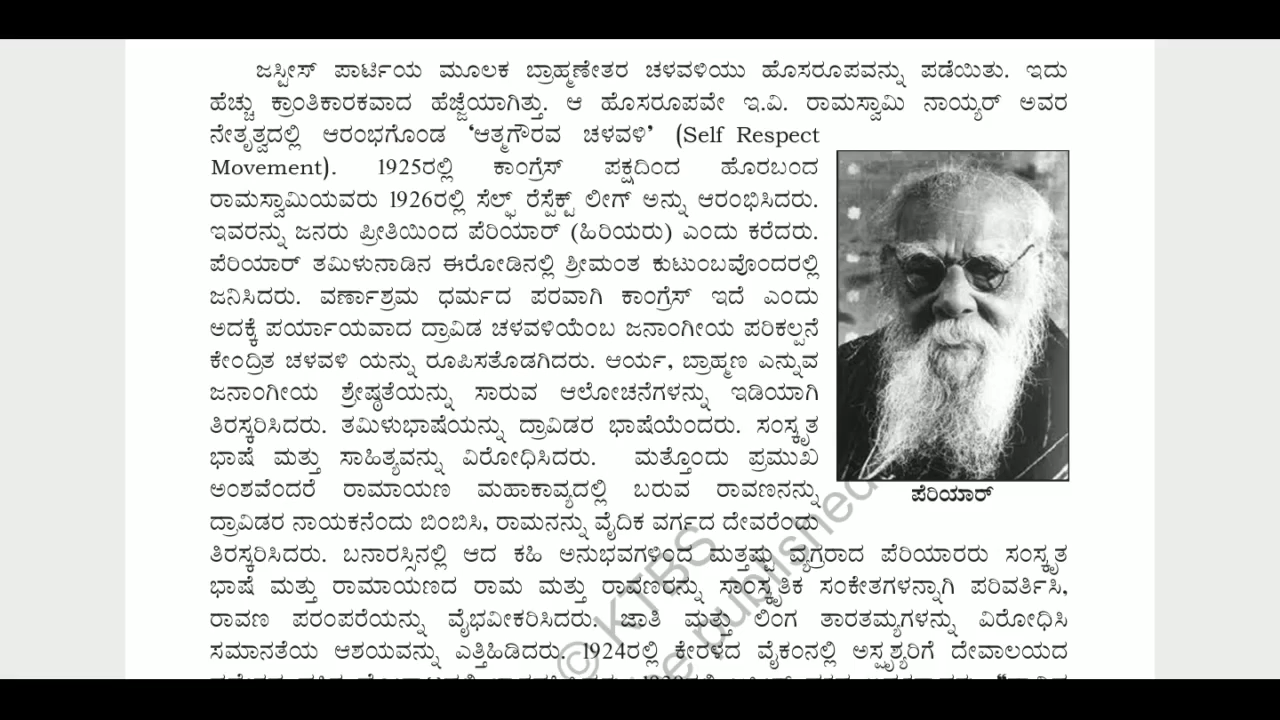 ಜಸ್ಟೀಸ್ ಪಾರ್ಟಿಯ ಮೂಲಕ ಬ್ರಾಹ್ಮಣೇತರ ಚಳವಳಿಯು ಹೊಸರೂಪವನ್ನು ಪಡೆಯಿತು. ಇದು
ಹೆಚ್ಚು ಕ್ರಾಂತಿಕಾರಕವಾದ ಹೆಜ್ಜೆಯಾಗಿತ್ತು. ಆ ಹೊಸರೂಪವೇ ಇ.ವಿ. ರಾಮಸ್ವಾಮಿ ನಾಯ್ಯರ್ ಅವರ
ನೇತೃತ್ವದಲ್ಲಿ ಆರಂಭಗೊಂಡ ‘ಆತ್ಮಗೌರವ ಚಳವಳಿ’ (Self Respect
Movement). 1925ರಲ್ಲಿ ಕಾಂಗ್ರೆಸ್ ಪಕ್ಷದಿಂದ ಹೊರಬಂದ
ರಾಮಸ್ವಾಮಿಯವರು 1926ರಲ್ಲಿ ಸೆಲ್ಫ್ ರೆಸ್ಪೆಕ್ಟ್ ಲೀಗ್ ಅನ್ನು ಆರಂಭಿಸಿದರು.
ಇವರನ್ನು ಜನರು ಪ್ರೀತಿಯಿಂದ ಪೆರಿಯಾರ್ (ಹಿರಿಯರು) ಎಂದು ಕರೆದರು.
ಪೆರಿಯಾರ್ ತಮಿಳುನಾಡಿನ ಈರೋಡಿನಲ್ಲಿ ಶ್ರೀಮಂತ ಕುಟುಂಬವೊಂದರಲ್ಲಿ
ಜನಿಸಿದರು. ವರ್ಣಾಶ್ರಮ ಧರ್ಮದ ಪರವಾಗಿ ಕಾಂಗ್ರೆಸ್ ಇದೆ ಎಂದು
ಅದಕ್ಕೆ ಪರ್ಯಾಯವಾದ ದ್ರಾವಿಡ ಚಳವಳಿಯೆಂಬ ಜನಾಂಗೀಯ ಪರಿಕಲ್ಪನೆ
ಕೇಂದ್ರಿತ ಚಳವಳಿ ಯನ್ನು ರೂಪಿಸತೊಡಗಿದರು. ಆರ್ಯ, ಬ್ರಾಹ್ಮಣ ಎನ್ನುವ
ಜನಾಂಗೀಯ ಶ್ರೇಷ್ಠತೆಯನ್ನು ಸಾರುವ ಆಲೋಚನೆಗಳನ್ನು ಇಡಿಯಾಗಿ
ತಿರಸ್ಕರಿಸಿದರು. ತಮಿಳುಭಾಷೆಯನ್ನು ದ್ರಾವಿಡರ ಭಾಷೆಯೆಂದರು. ಸಂಸ್ಕೃತ
ಭಾಷೆ ಮತ್ತು ಸಾಹಿತ್ಯವನ್ನು ವಿರೋಧಿಸಿದರು. ಮತ್ತೊಂದು ಪ್ರಮುಖ
ಅಂಶವೆಂದರೆ ರಾಮಾಯಣ ಮಹಾಕಾವ್ಯದಲ್ಲಿ ಬರುವ ರಾವಣನನ್ನು
ಪೆರಿಯಾರ್
ದ್ರಾವಿಡರ ನಾಯಕನೆಂದು ಬಿಂಬಿಸಿ, ರಾಮನನ್ನು ವೈದಿಕ ವರ್ಗದ ದೇವರೆಂದು
ತಿರಸ್ಕರಿಸಿದರು. ಬನಾರಸ್ಸಿನಲ್ಲಿ ಆದ ಕಹಿ ಅನುಭವಗಳಿಂದ ಮತ್ತಷ್ಟು ವ್ಯಗ್ರರಾದ ಪೆರಿಯಾರರು ಸಂಸ್ಕೃತ
ಭಾಷೆ ಮತ್ತು ರಾಮಾಯಣದ ರಾಮ ಮತ್ತು ರಾವಣರನ್ನು ಸಾಂಸ್ಕೃತಿಕ ಸಂಕೇತಗಳನ್ನಾಗಿ ಪರಿವರ್ತಿಸಿ,
ರಾವಣ ಪರಂಪರೆಯನ್ನು ವೈಭವೀಕರಿಸಿದರು. ಜಾತಿ ಮತ್ತು ಲಿಂಗ ತಾರತಮ್ಯಗಳನ್ನು ವಿರೋಧಿಸಿ
ಸಮಾನತೆಯ ಆಶಯವನ್ನು ಎತ್ತಿಹಿಡಿದರು. 1924ರಲ್ಲಿ ಕೇರಳದ ವೈಕಂನಲ್ಲಿ ಅಸ್ಪೃಶ್ಯರಿಗೆ ದೇವಾಲಯದ
© KTBS
be published